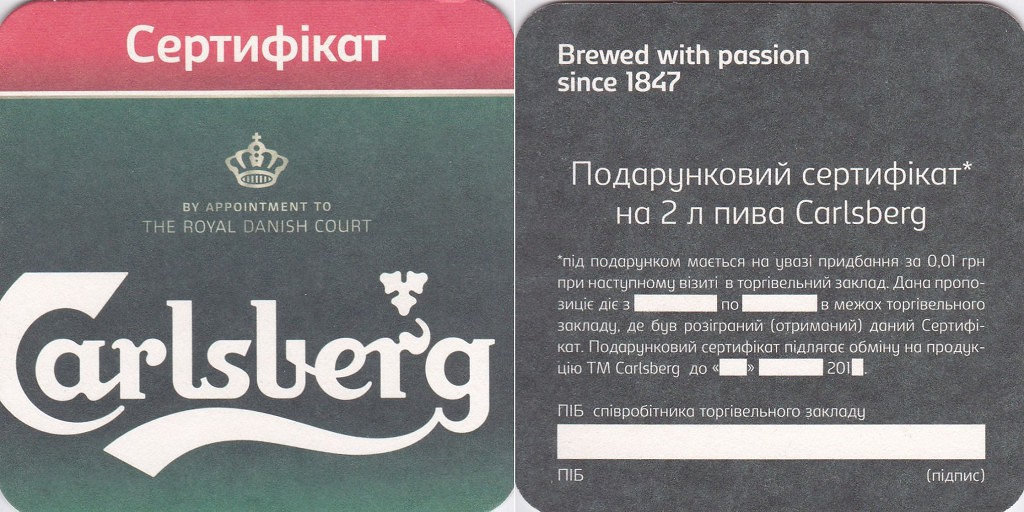 Сертифікат
BY APPOINTMENT TO
THE ROYAL DANISH COURT
Carlsberg
Brewed with passion
since 1847
Подарунковий сертифікат*
на 2 л пива Carlsberg
*під подарунком мається на увазі придбання за 0,01 грн
при наступному візиті в торгівельний заклад. Дана пропо-
зиціє діє з по в межах торгівельного
закладу, де був розіграний (отриманий) даний Сертифі-
кат. Подарунковий сертифікат підлягає обміну на продук-
цію ТМ Carlsberg до « » 201 .
ПІБ співробітника торгівельного закладу
ПІБ (підпис)